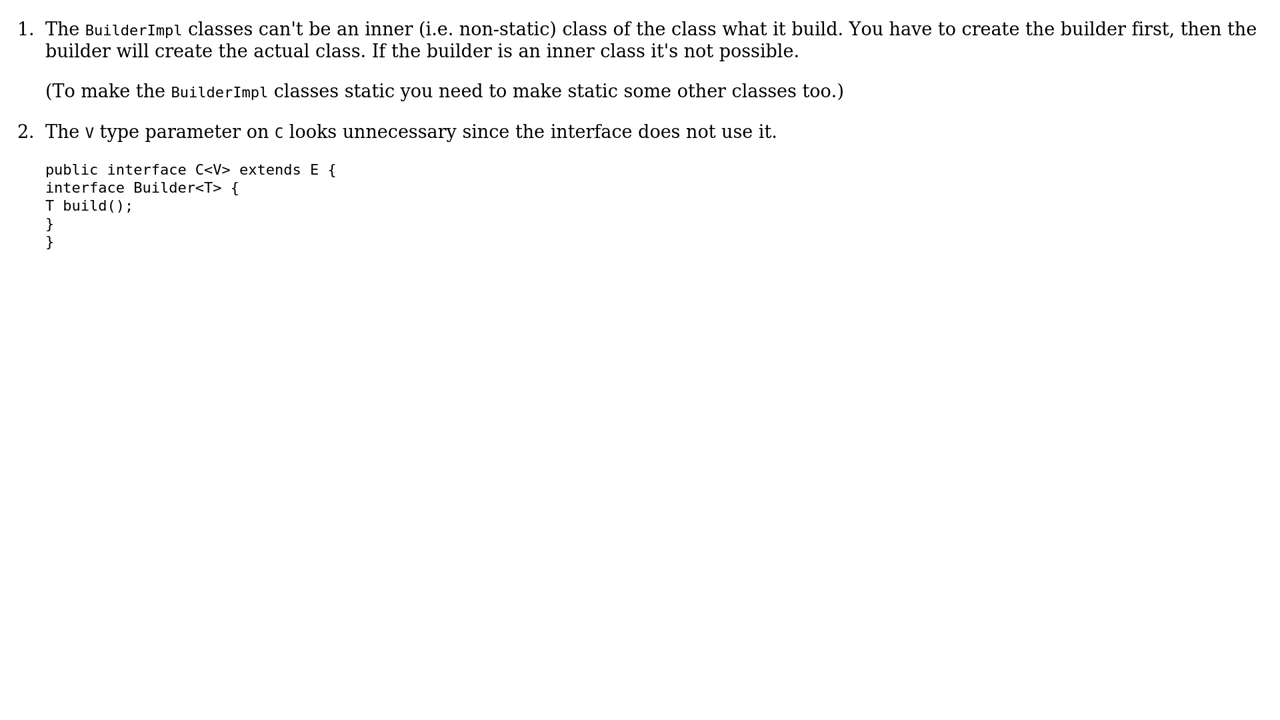 1. The BuilderImpl classes can't be an inner (i.e. non-static) class of the class what it build. You have to create the builder first, then the
builder will create the actual class. If the builder is an inner class it's not possible.
(To make the BuilderImpl classes static you need to make static some other classes too.)
2. The V type parameter on C looks unnecessary since the interface does not use it.
public interface C<V> extends E {
interface Builder<T> {
T build();
}
}